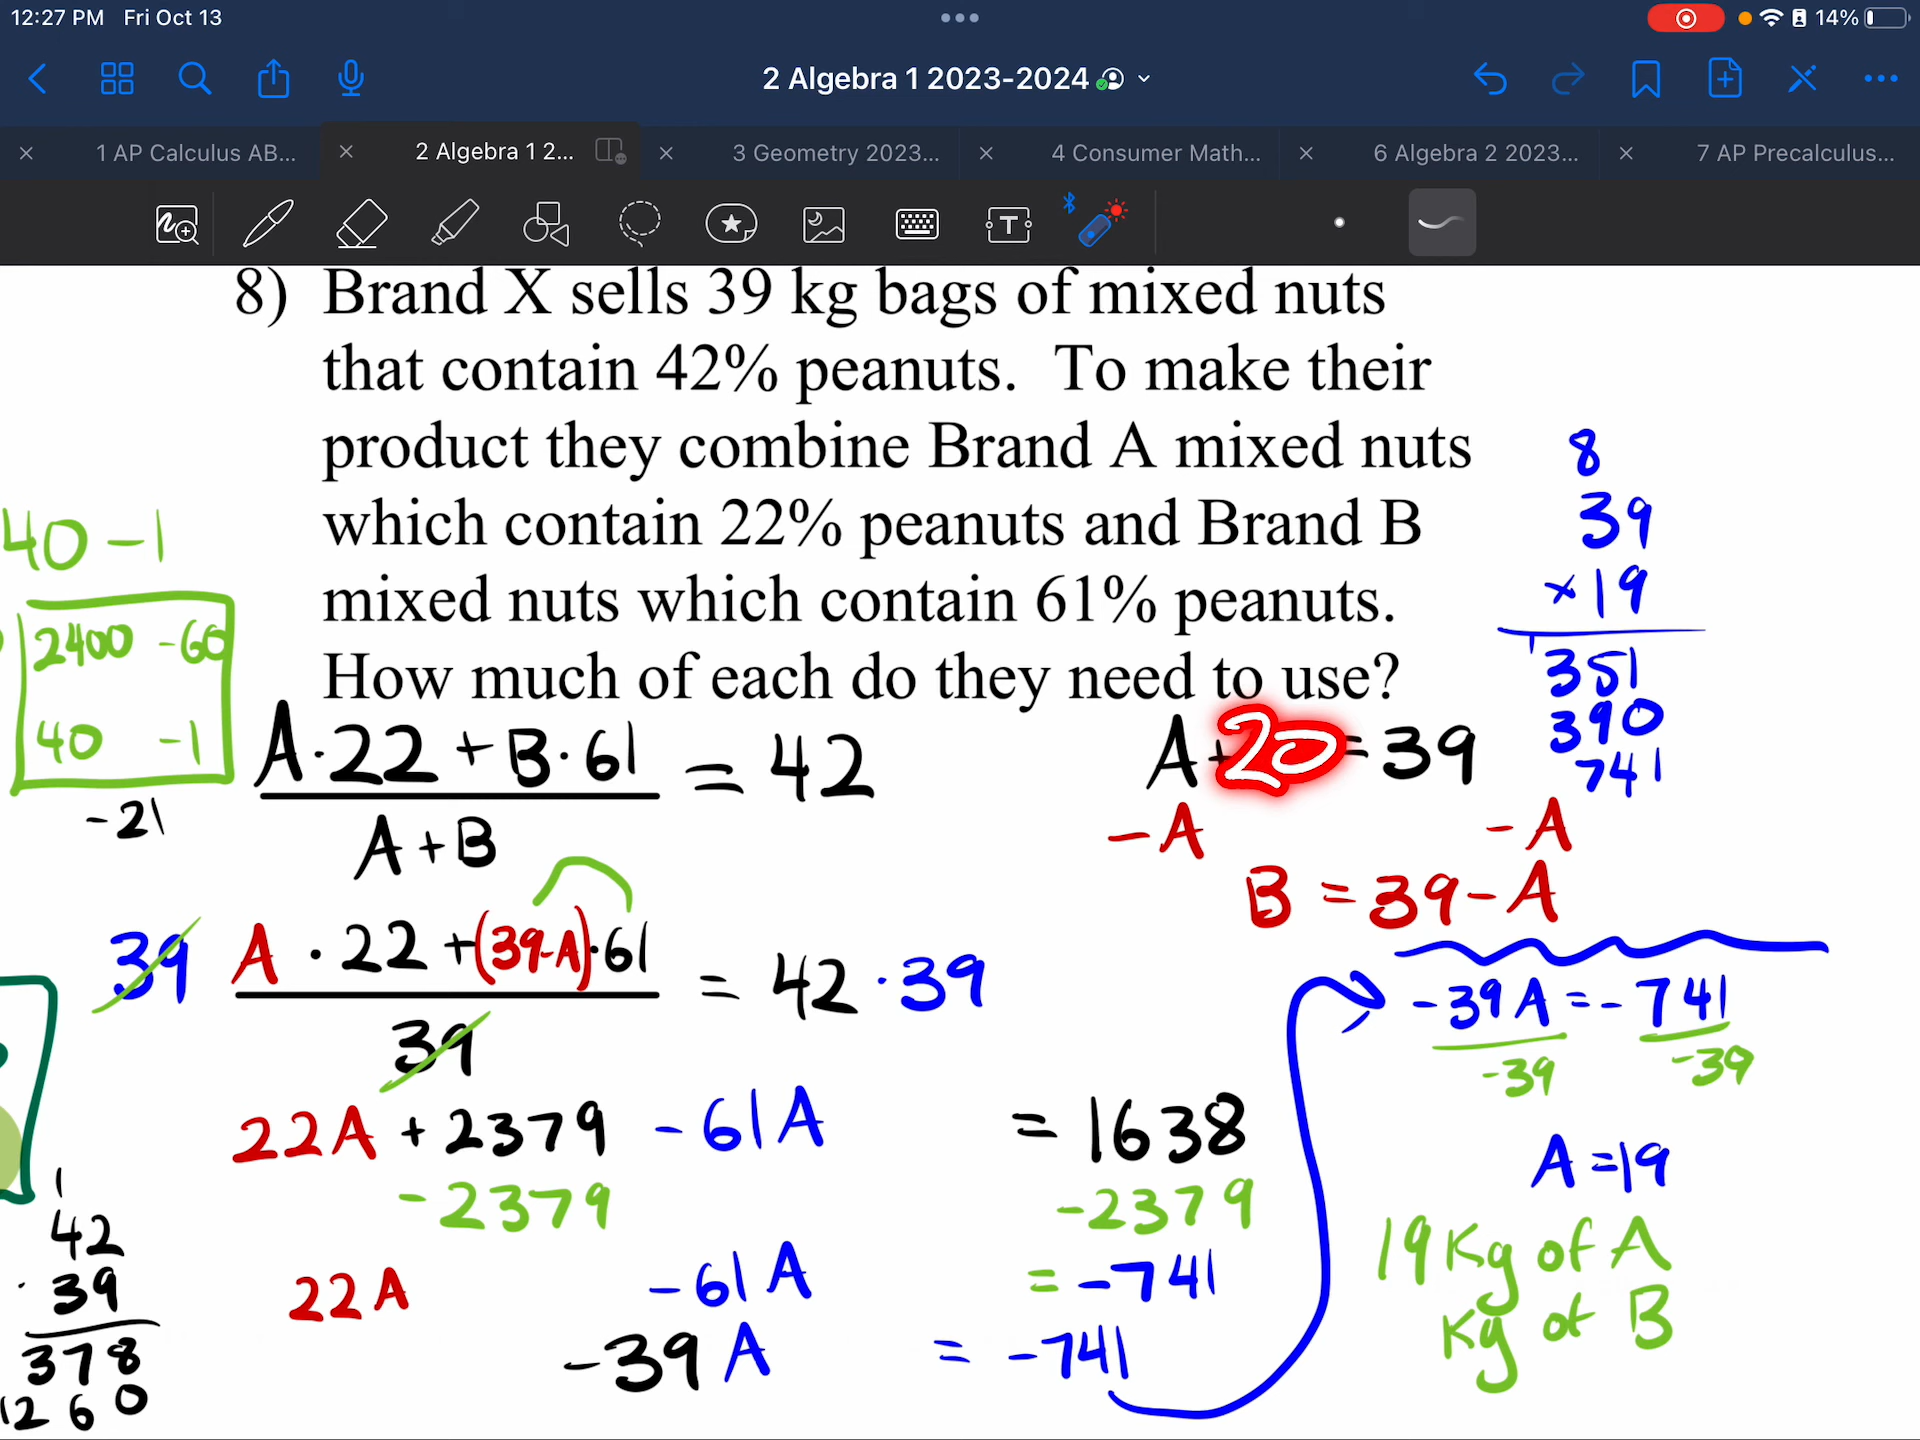 12:27 PM Fri Oct 13
14%
2 Algebra 1 2023-2024
1 AP Calculus AB...
2 Algebra 1 2...
3 Geometry 2023...
4 Consumer Math...
6 Algebra 2 2023...
7 AP Precalculus...
8) Brand X sells 39 kg bags of mixed nuts
that contain 42% peanuts. To make their
product they combine Brand A mixed nuts
which contain 22% peanuts and Brand B
mixed nuts which contain 61% peanuts.
How much of each do they need to use?
40 -1
2400 -60
40 -1
-21
8
39
×19
1351
390
741
A·22 + B·61 = 42
A+B
A+20=39
-A -A
B = 39-A
39 A·22+(39-A)·61 = 42·39
39
-39A = -741
-39 -39
22A + 2379 - 61A = 1638
-2379 -2379
A=19
22A -61A = -741
19 Kg of A
Kg of B
-39A = -741
1
42
·39
378
1260